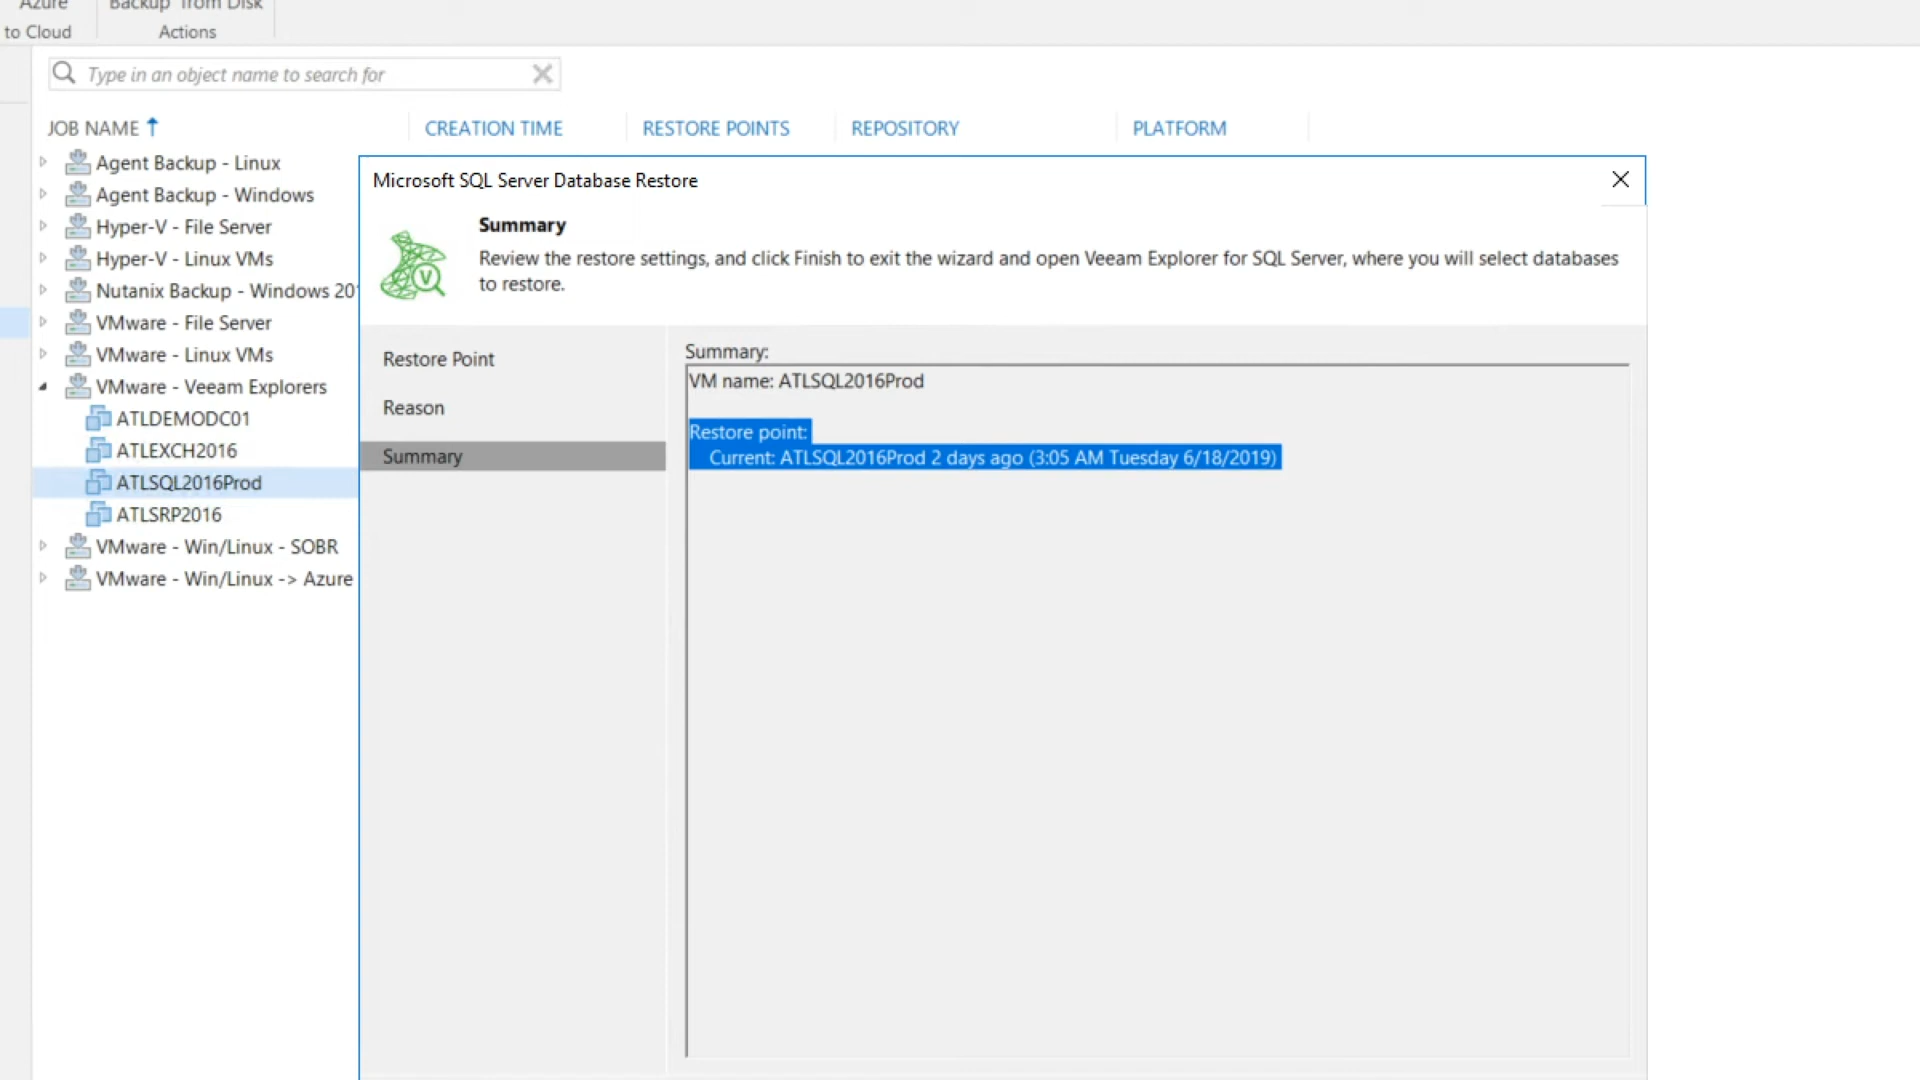 Azure
Backup from Disk
to Cloud
Actions
Type in an object name to search for
JOB NAME
CREATION TIME
RESTORE POINTS
REPOSITORY
PLATFORM
Agent Backup - Linux
Agent Backup - Windows
Hyper-V - File Server
Hyper-V - Linux VMs
Nutanix Backup - Windows 20
VMware - File Server
VMware - Linux VMs
VMware - Veeam Explorers
ATLDEMODC01
ATLEXCH2016
ATLSQL2016Prod
ATLSRP2016
VMware - Win/Linux - SOBR
VMware - Win/Linux -> Azure
Microsoft SQL Server Database Restore
Summary
Review the restore settings, and click Finish to exit the wizard and open Veeam Explorer for SQL Server, where you will select databases
to restore.
V
Restore Point
Reason
Summary
Summary:
VM name: ATLSQL2016Prod
Restore point:
Current: ATLSQL2016Prod 2 days ago (3:05 AM Tuesday 6/18/2019)